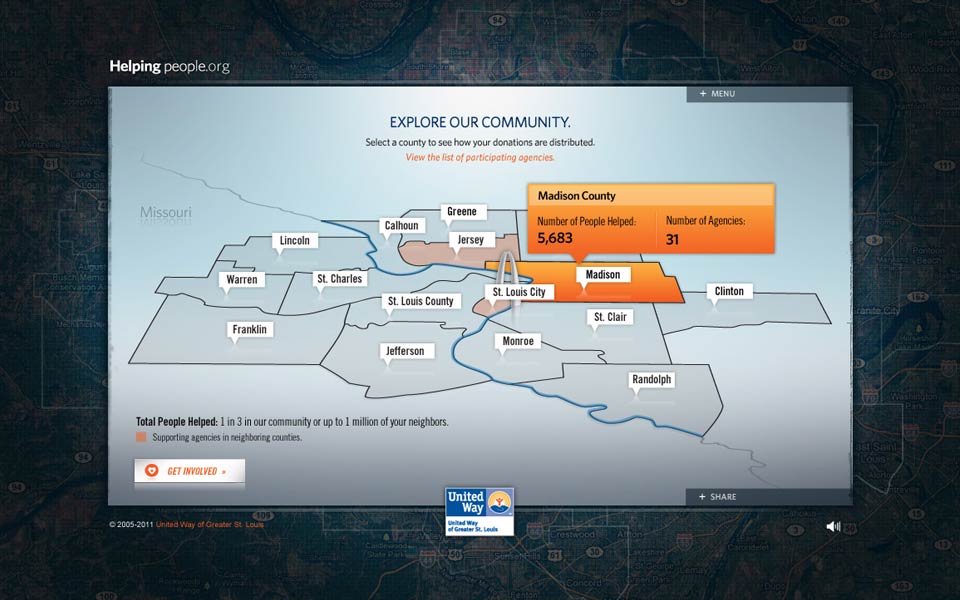 Helping people.org
+ MENU
EXPLORE OUR COMMUNITY.
Select a county to see how your donations are distributed.
View the list of participating agencies.
Missouri
Madison County
Number of People Helped:
5,683
Number of Agencies:
31
Greene
Calhoun
Jersey
Lincoln
Madison
Warren
St. Charles
St. Louis City
Clinton
St. Louis County
St. Clair
Franklin
Monroe
Jefferson
Randolph
Total People Helped: 1 in 3 in our community or up to 1 million of your neighbors.
Supporting agencies in neighboring counties.
GET INVOLVED »
+ SHARE
United
Way
United Way
of Greater St. Louis
© 2005-2011 United Way of Greater St. Louis